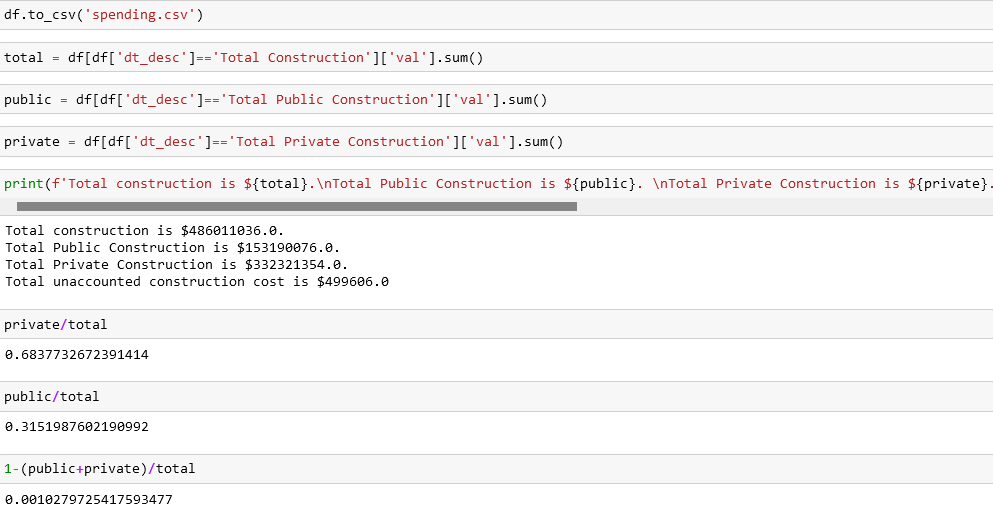 df.to_csv('spending.csv')
total = df[df['dt_desc']=='Total Construction']['val'].sum()
public = df[df['dt_desc']=='Total Public Construction']['val'].sum()
private = df[df['dt_desc']=='Total Private Construction']['val'].sum()
print(f'Total construction is ${total}.\nTotal Public Construction is ${public}. \nTotal Private Construction is ${private}.
Total construction is $486011036.0.
Total Public Construction is $153190076.0.
Total Private Construction is $332321354.0.
Total unaccounted construction cost is $499606.0
private/total
0.6837732672391414
public/total
0.3151987602190992
1-(public+private)/total
0.0010279725417593477